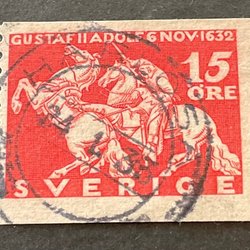 GUSTAF II ADOLF 6 NOV. 1632
15
ÖRE
SVERIGE